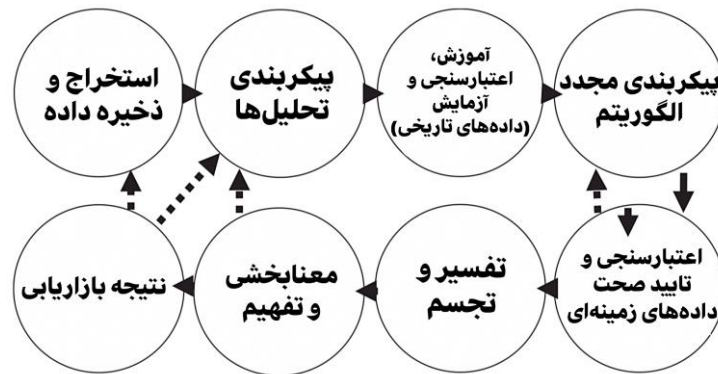 استخراج و
ذخیره داده
پیکربندی
تحلیل‌ها
آموزش،
اعتبارسنجی و
آزمایش
(داده‌های تاریخی)
پیکربندی مجدد
الگوریتم
نتیجه بازاریابی
معنابخشی
و تفهیم
تفسیر و
تجسم
اعتبارسنجی و
تایید صحت
داده‌های زمینه‌ای